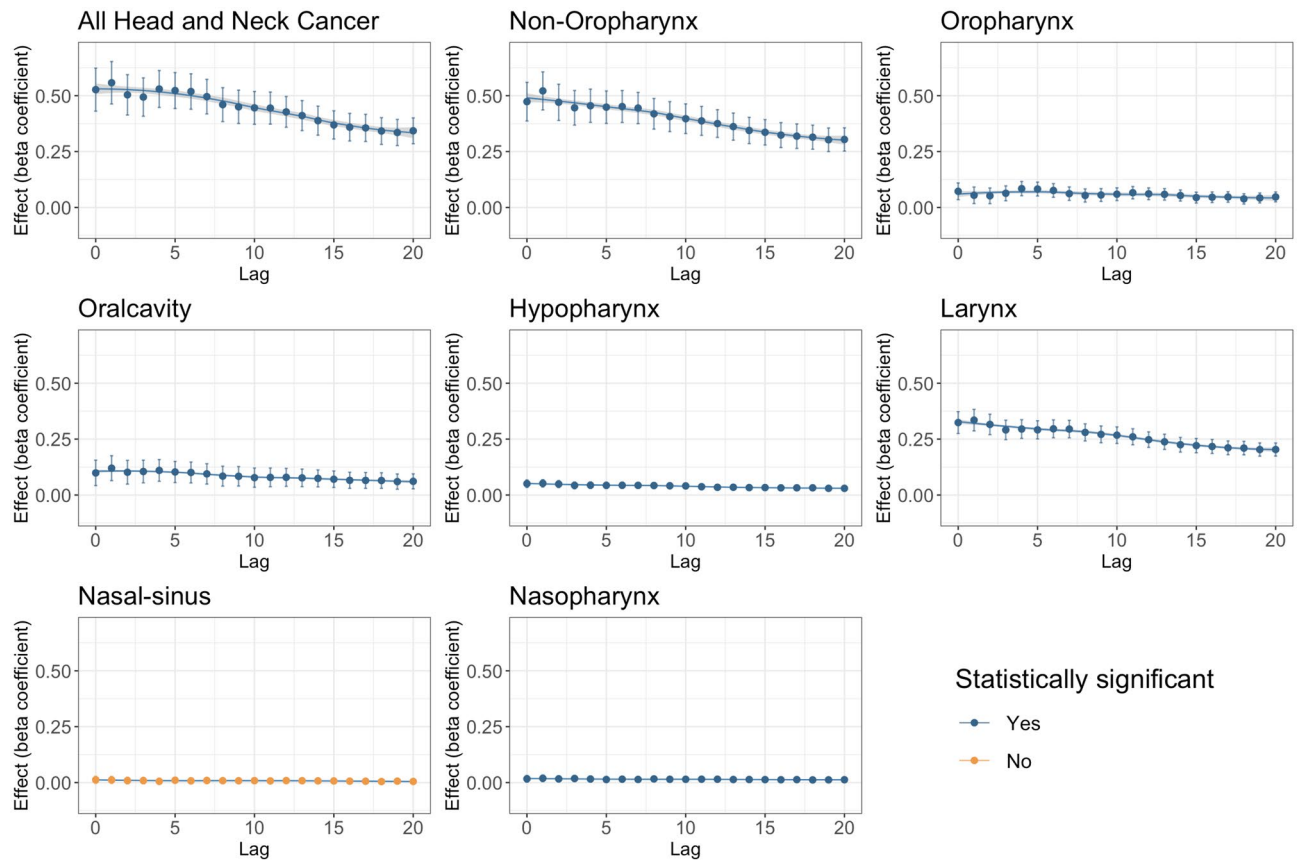 All Head and Neck Cancer
Effect (beta coefficient)
0.50
0.25
0.00
0 5 10 15 20
Lag
Non-Oropharynx
Effect (beta coefficient)
0.50
0.25
0.00
0 5 10 15 20
Lag
Oropharynx
Effect (beta coefficient)
0.50
0.25
0.00
0 5 10 15 20
Lag
Oralcavity
Effect (beta coefficient)
0.50
0.25
0.00
0 5 10 15 20
Lag
Hypopharynx
Effect (beta coefficient)
0.50
0.25
0.00
0 5 10 15 20
Lag
Larynx
Effect (beta coefficient)
0.50
0.25
0.00
0 5 10 15 20
Lag
Nasal-sinus
Effect (beta coefficient)
0.50
0.25
0.00
0 5 10 15 20
Lag
Nasopharynx
Effect (beta coefficient)
0.50
0.25
0.00
0 5 10 15 20
Lag
Statistically significant
Yes
No